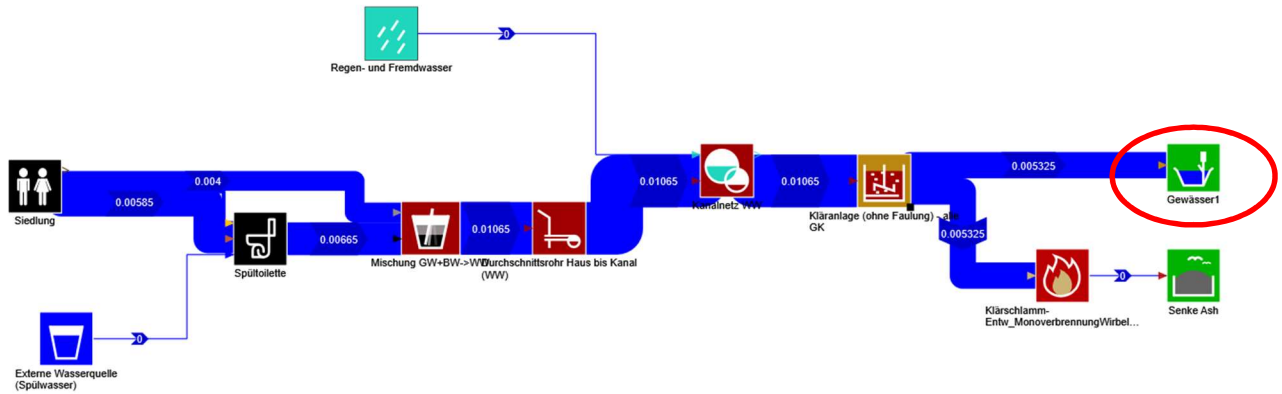 0
Regen- und Fremdwasser
0.004
0.00585
Siedlung
0.00665
Spültoilette
0.01065
Mischung GW+BW->WW
Durchschnittsrohr Haus bis Kanal
(WW)
0.01065
Kanalnetz WW
0.01065
Kläranlage (ohne Faulung) - alle
GK
0.005325
Gewässer1
0.005325
0
Klärschlamm-
Entw_MonoverbrennungWirbel...
Senke Ash
0
Externe Wasserquelle
(Spülwasser)